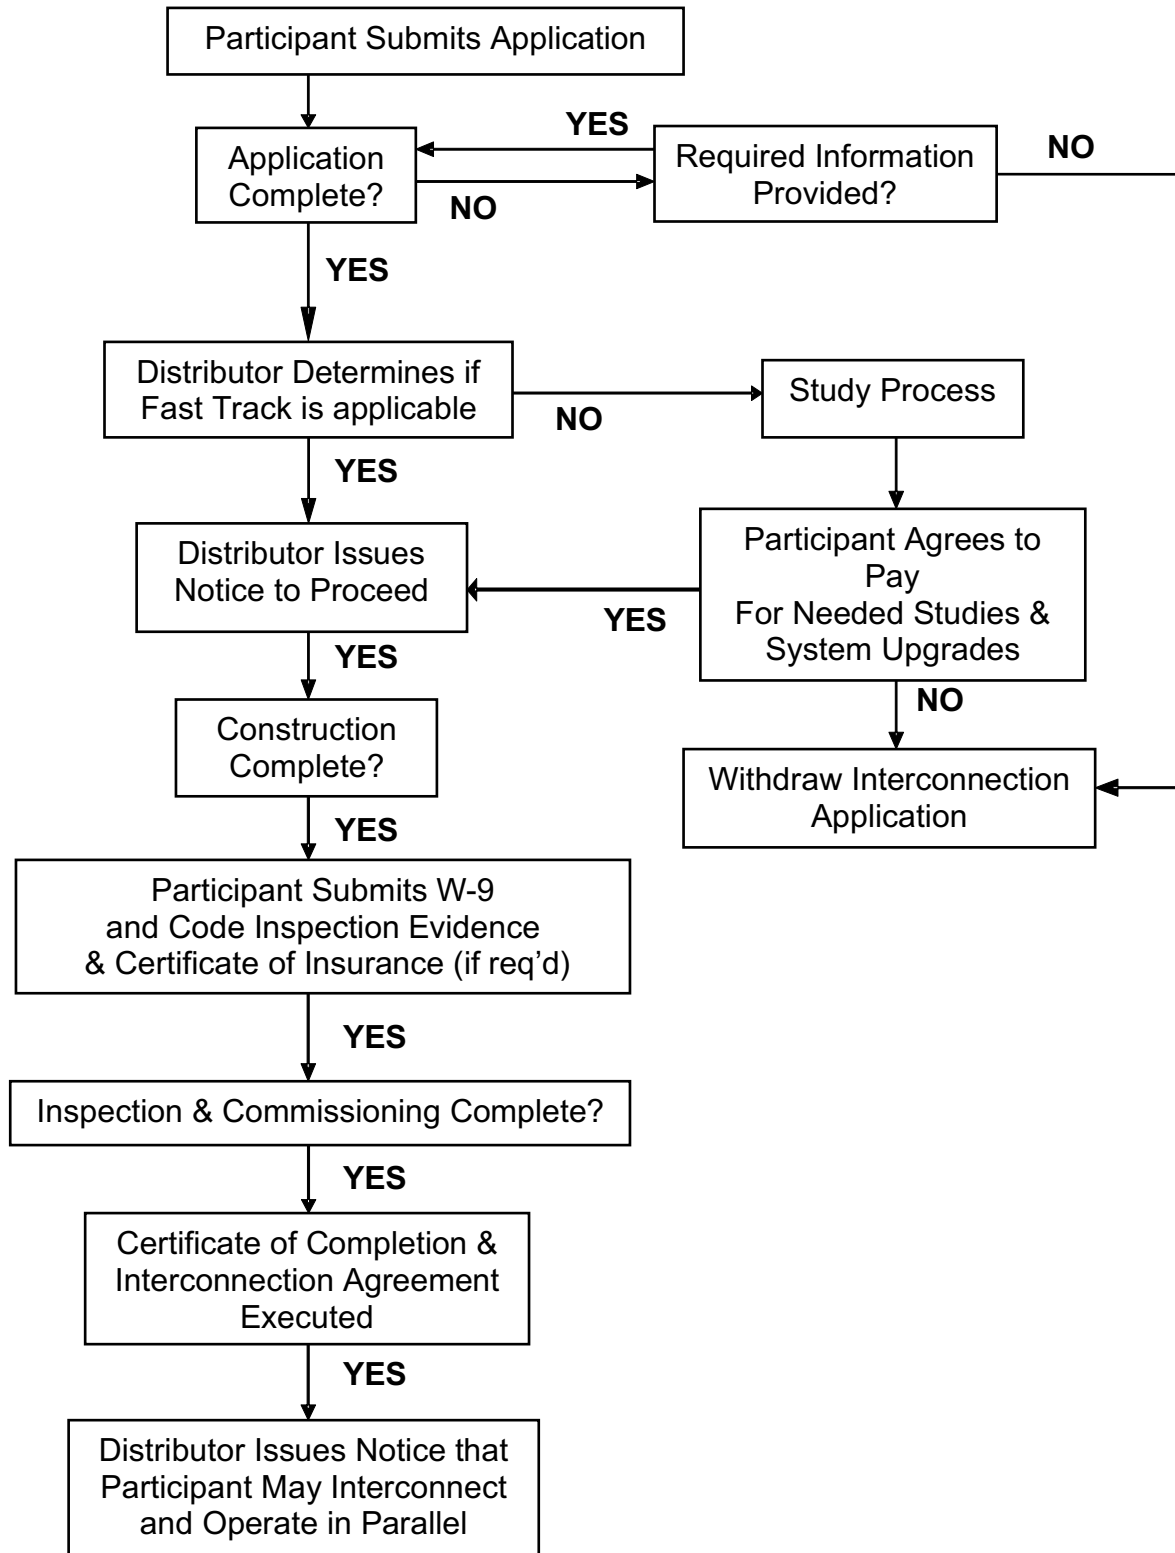 Participant Submits Application
YES
NO
Application
Complete?
Required Information
Provided?
NO
YES
Distributor Determines if
Fast Track is applicable
Study Process
NO
YES
Distributor Issues
Notice to Proceed
Participant Agrees to
Pay
For Needed Studies &
System Upgrades
YES
YES
NO
Construction
Complete?
Withdraw Interconnection
Application
YES
Participant Submits W-9
and Code Inspection Evidence
& Certificate of Insurance (if req’d)
YES
Inspection & Commissioning Complete?
YES
Certificate of Completion &
Interconnection Agreement
Executed
YES
Distributor Issues Notice that
Participant May Interconnect
and Operate in Parallel